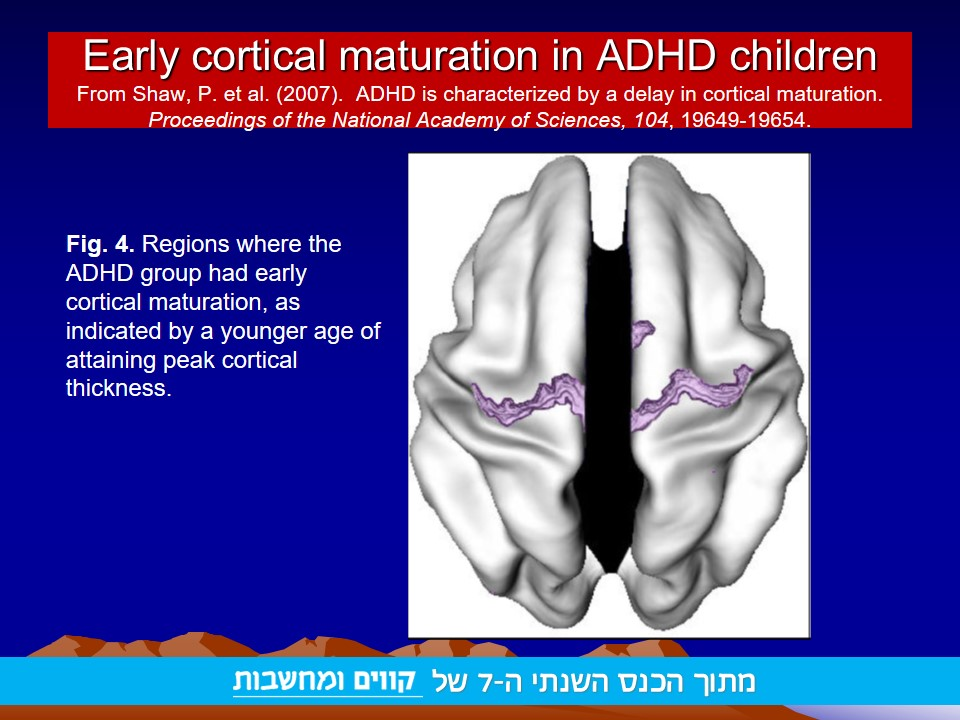 Early cortical maturation in ADHD children
From Shaw, P. et al. (2007). ADHD is characterized by a delay in cortical maturation.
Proceedings of the National Academy of Sciences, 104, 19649-19654.
Fig. 4. Regions where the
ADHD group had early
cortical maturation, as
indicated by a younger age of
attaining peak cortical
thickness.
מתוך הכנס השנתי ה-7 של קווים ומחשבות